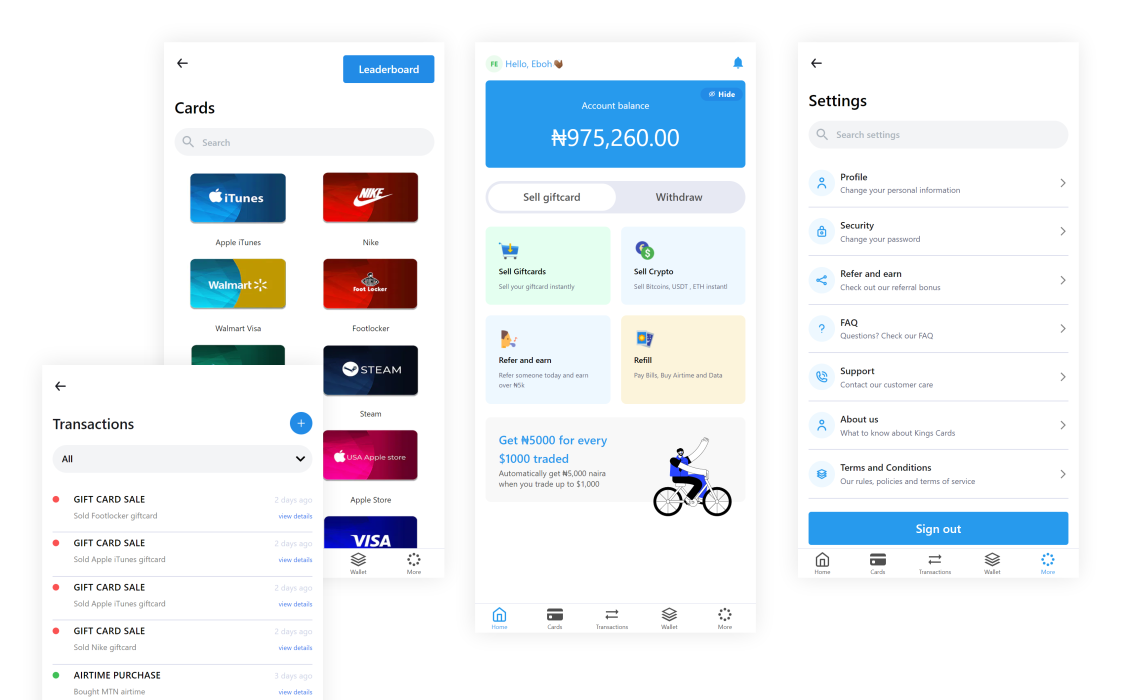 Leaderboard
Cards
Search
iTunes
NIKE
Apple iTunes
Nike
Walmart
Foot Locker
Walmart Visa
Footlocker
STEAM
Steam
USA Apple store
Apple Store
VISA
Wallet
More
Transactions
+
All
GIFT CARD SALE
2 days ago
Sold Footlocker giftcard
view details
GIFT CARD SALE
2 days ago
Sold Apple iTunes giftcard
view details
GIFT CARD SALE
2 days ago
Sold Apple iTunes giftcard
view details
GIFT CARD SALE
2 days ago
Sold Nike giftcard
view details
AIRTIME PURCHASE
3 days ago
Bought MTN airtime
view details
FE
Hello, Eboh
Hide
Account balance
₦975,260.00
Sell giftcard
Withdraw
Sell Giftcards
Sell your giftcard instantly
Sell Crypto
Sell Bitcoins, USDT , ETH instantl
Refer and earn
Refer someone today and earn
over ₦5k
Refill
Pay Bills, Buy Airtime and Data
Get ₦5000 for every
$1000 traded
Automatically get ₦5,000 naira
when you trade up to $1,000
Home
Cards
Transactions
Wallet
More
Settings
Search settings
Profile
Change your personal information
Security
Change your password
Refer and earn
Check out our referral bonus
FAQ
Questions? Check our FAQ
Support
Contact our customer care
About us
What to know about Kings Cards
Terms and Conditions
Our rules, policies and terms of service
Sign out
Home
Cards
Transactions
Wallet
More